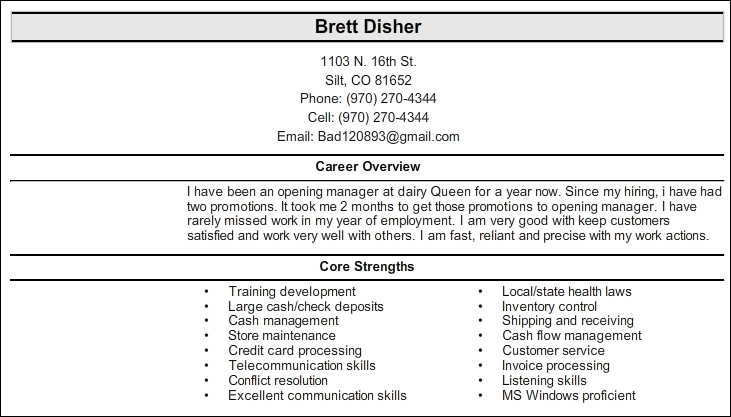 Brett Disher
1103 N. 16th St.
Silt, CO 81652
Phone: (970) 270-4344
Cell: (970) 270-4344
Email: Bad120893@gmail.com
Career Overview
I have been an opening manager at dairy Queen for a year now. Since my hiring, i have had
two promotions. It took me 2 months to get those promotions to opening manager. I have
rarely missed work in my year of employment. I am very good with keep customers
satisfied and work very well with others. I am fast, reliant and precise with my work actions.
Core Strengths
• Training development
• Large cash/check deposits
• Cash management
• Store maintenance
• Credit card processing
• Telecommunication skills
• Conflict resolution
• Excellent communication skills
• Local/state health laws
• Inventory control
• Shipping and receiving
• Cash flow management
• Customer service
• Invoice processing
• Listening skills
• MS Windows proficient